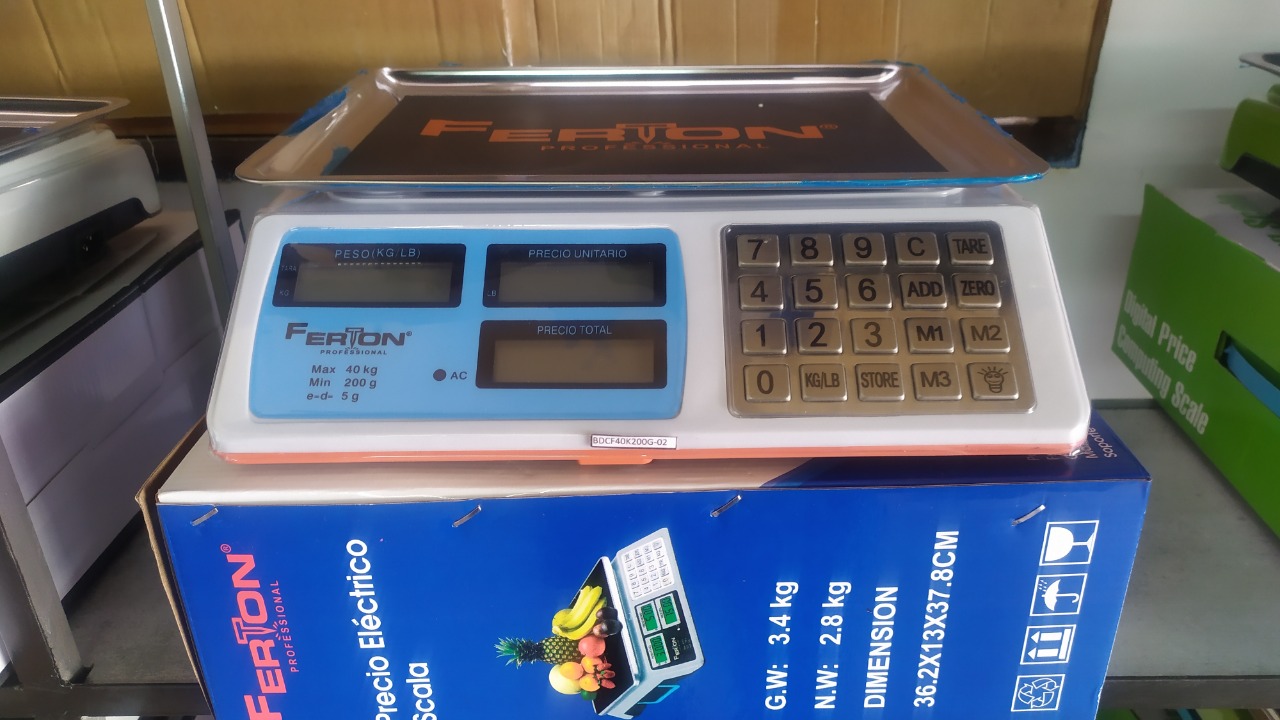 FERTON®
PROFESSIONAL
PESO(KG/LB)
TARE
KG
PRECIO UNITARIO
LB
PRECIO TOTAL
FERTON®
PROFESSIONAL
Max 40 kg
Min 200 g
e=d= 5 g
AC
7 8 9 C TARE
4 5 6 ADD ZERO
1 2 3 M1 M2
0 KG/LB STORE M3
BDCF40K200G-02
FERTON®
PROFESSIONAL
Precio Eléctrico
Scala
G.W: 3.4 kg
N.W: 2.8 kg
DIMENSION
36.2X13X37.8CM
Digital Price
Computing Scale